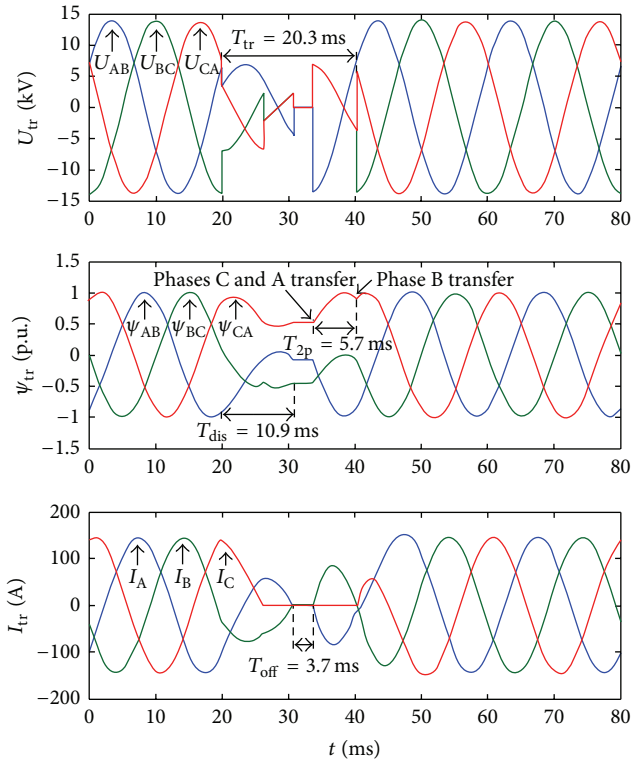 15
10
5
0
−5
−10
−15
U_tr (kV)
U_AB
U_BC
U_CA
T_tr = 20.3 ms
0 10 20 30 40 50 60 70 80
1.5
1
0.5
0
−0.5
−1
−1.5
ψ_tr (p.u.)
Phases C and A transfer
Phase B transfer
ψ_AB
ψ_BC
ψ_CA
T_2p = 5.7 ms
T_dis = 10.9 ms
0 10 20 30 40 50 60 70 80
200
100
0
−100
−200
I_tr (A)
I_A
I_B
I_C
T_off = 3.7 ms
0 10 20 30 40 50 60 70 80
t (ms)